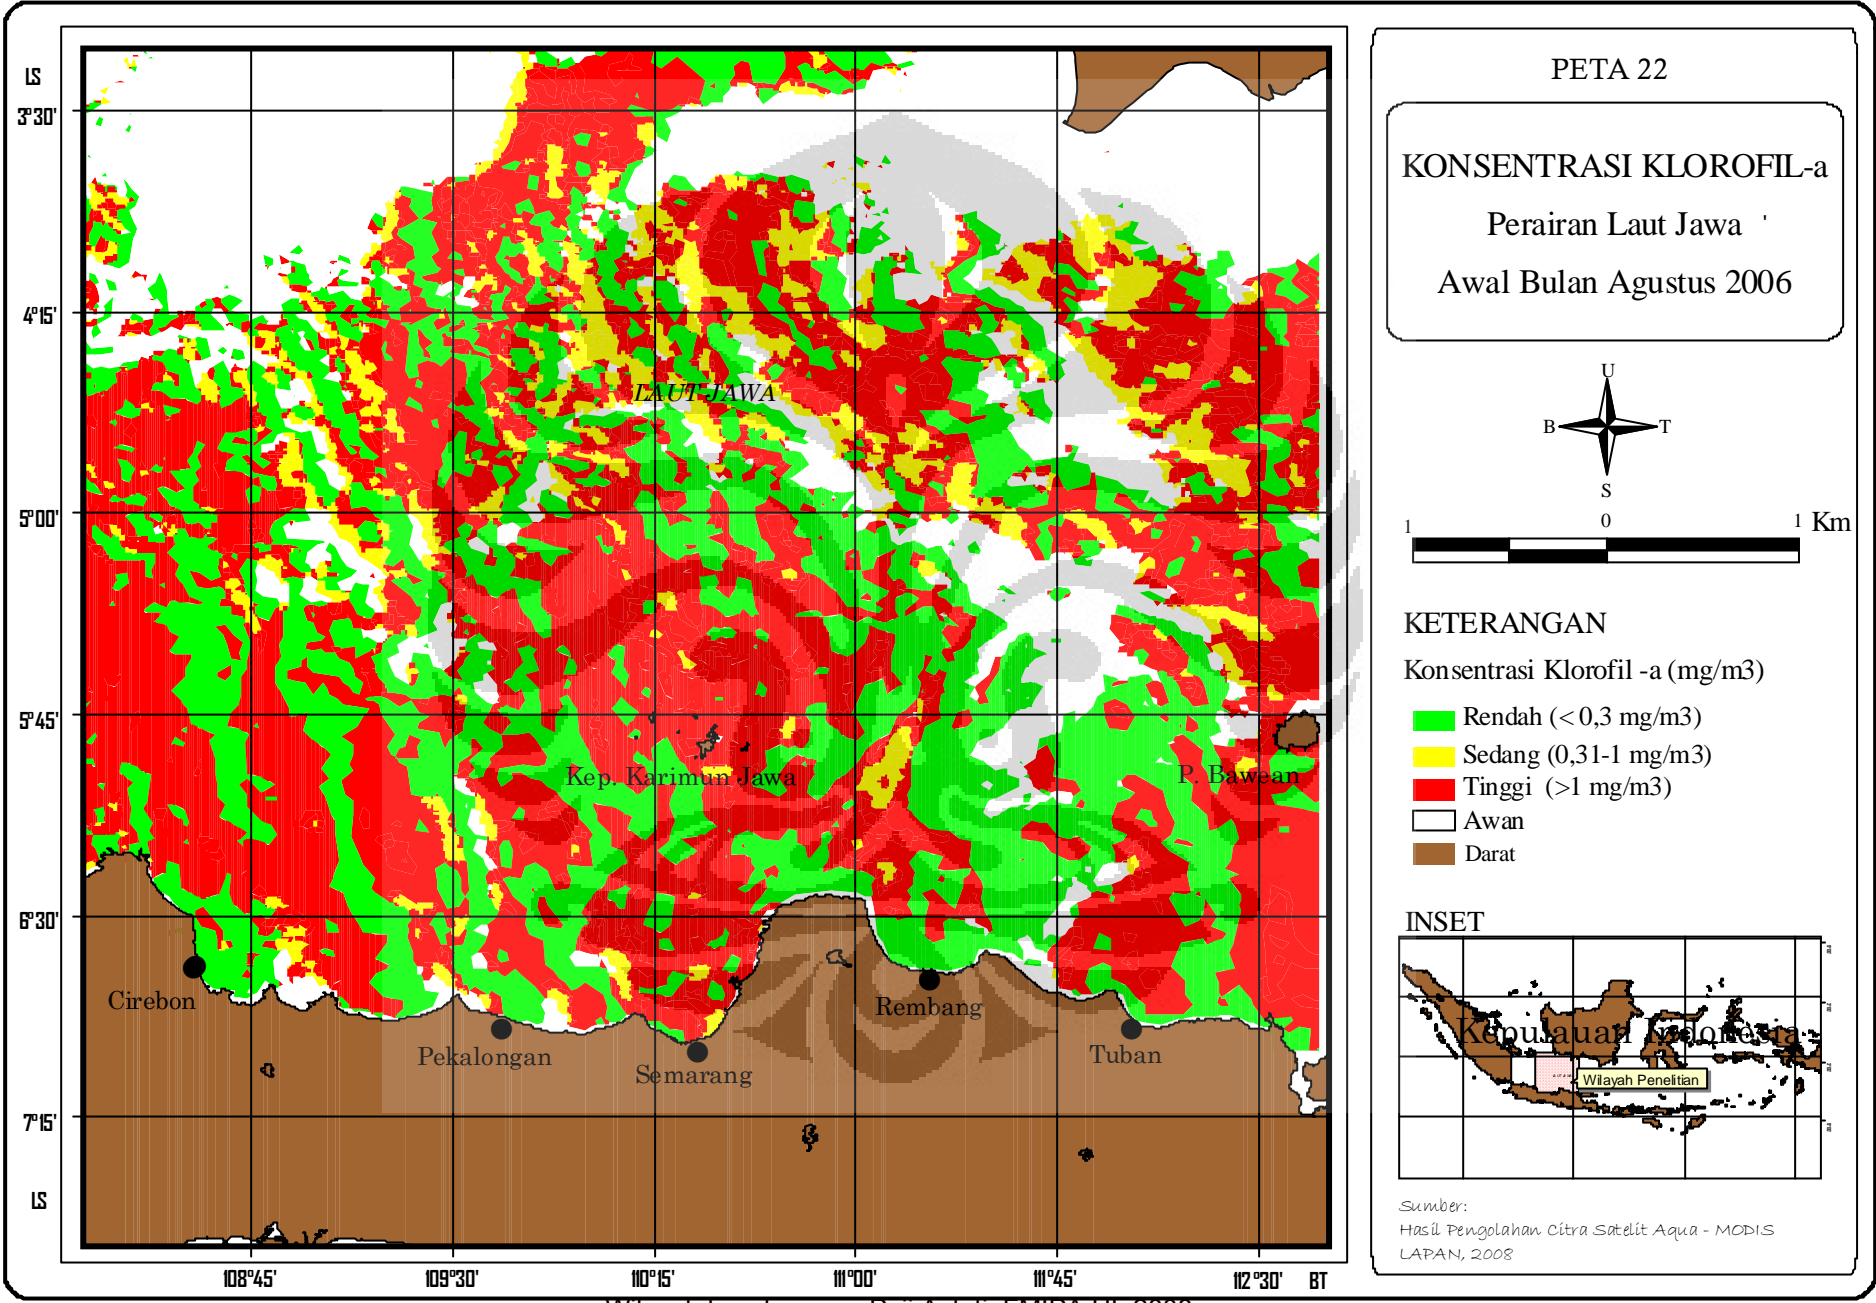 LS
3°30'
4°15'
5°00'
5°45'
6°30'
7°15'
LS
108°45'
109°30'
110°15'
111°00'
111°45'
112°30'
BT
LAUT JAWA
Kep. Karimun Jawa
P. Bawean
Cirebon
Pekalongan
Semarang
Rembang
Tuban
PETA 22
KONSENTRASI KLOROFIL-a
Perairan Laut Jawa '
Awal Bulan Agustus 2006
U
B
T
S
1
0
1 Km
KETERANGAN
Konsentrasi Klorofil -a (mg/m3)
Rendah (< 0,3 mg/m3)
Sedang (0,31-1 mg/m3)
Tinggi (>1 mg/m3)
Awan
Darat
INSET
Kepulauan Indonesia
Wilayah Penelitian
Sumber:
Hasil Pengolahan Citra Satelit Aqua - MODIS
LAPAN, 2008